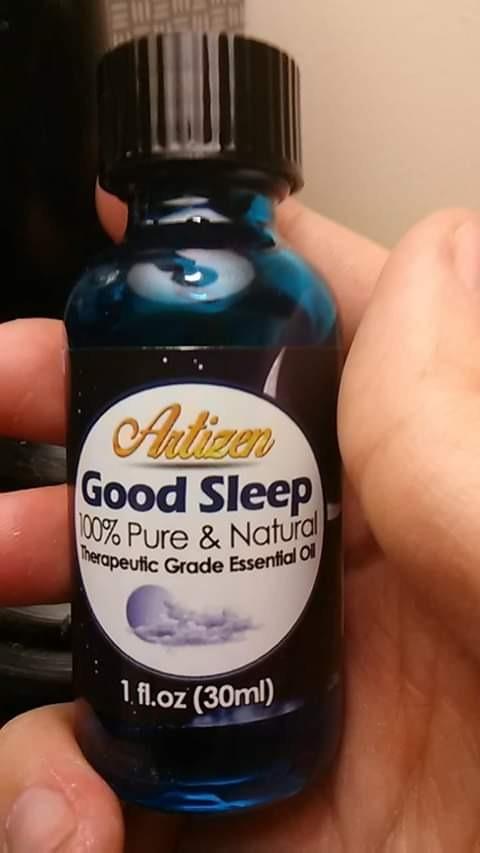 Artizen
Good Sleep
100% Pure & Natural
Therapeutic Grade Essential Oil
1 fl.oz (30ml)